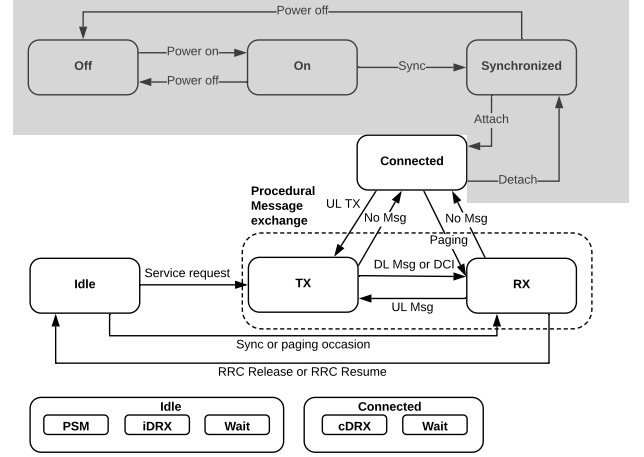 Power off
Off
Power on
Power off
On
Sync
Synchronized
Attach
Connected
Detach
Procedural
Message
exchange
UL TX
No Msg
No Msg
Paging
Idle
Service request
TX
DL Msg or DCI
UL Msg
RX
Sync or paging occasion
RRC Release or RRC Resume
Idle
PSM
iDRX
Wait
Connected
cDRX
Wait